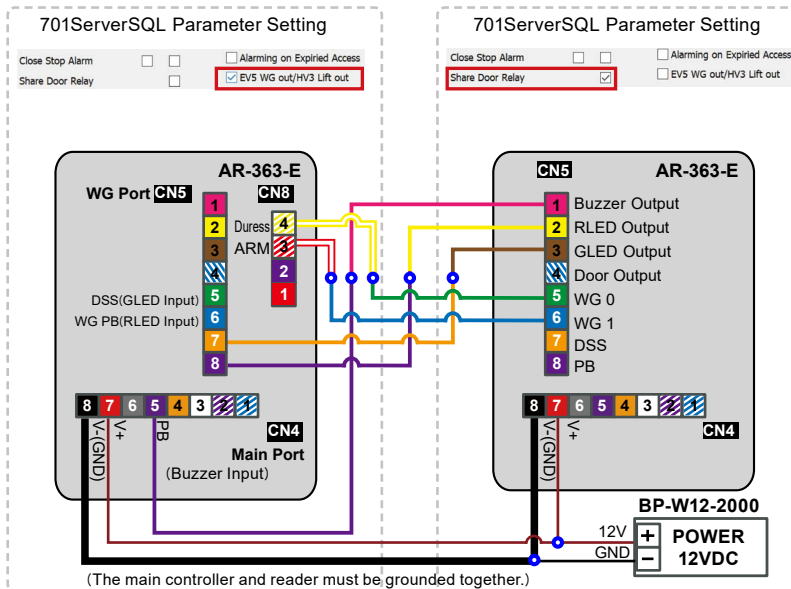 701ServerSQL Parameter Setting
Close Stop Alarm
Alarming on Expiried Access
Share Door Relay
EV5 WG out/HV3 Lift out
701ServerSQL Parameter Setting
Close Stop Alarm
Alarming on Expiried Access
Share Door Relay
EV5 WG out/HV3 Lift out
AR-363-E
WG Port CN5
CN8
1
2
3
4
5
6
7
8
Duress
ARM
4
3
2
1
DSS(GLED Input)
WG PB(RLED Input)
8 7 6 5 4 3 2 1
V-(GND)
V+
PB
CN4
Main Port
(Buzzer Input)
CN5
AR-363-E
1 Buzzer Output
2 RLED Output
3 GLED Output
4 Door Output
5 WG 0
6 WG 1
7 DSS
8 PB
8 7 6 5 4 3 2 1
V-(GND)
V+
CN4
BP-W12-2000
12V + POWER
GND − 12VDC
(The main controller and reader must be grounded together.)